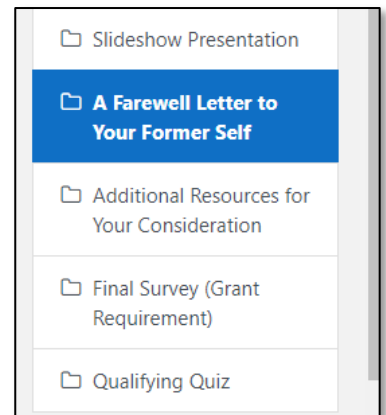 Slideshow Presentation
A Farewell Letter to
Your Former Self
Additional Resources for
Your Consideration
Final Survey (Grant
Requirement)
Qualifying Quiz